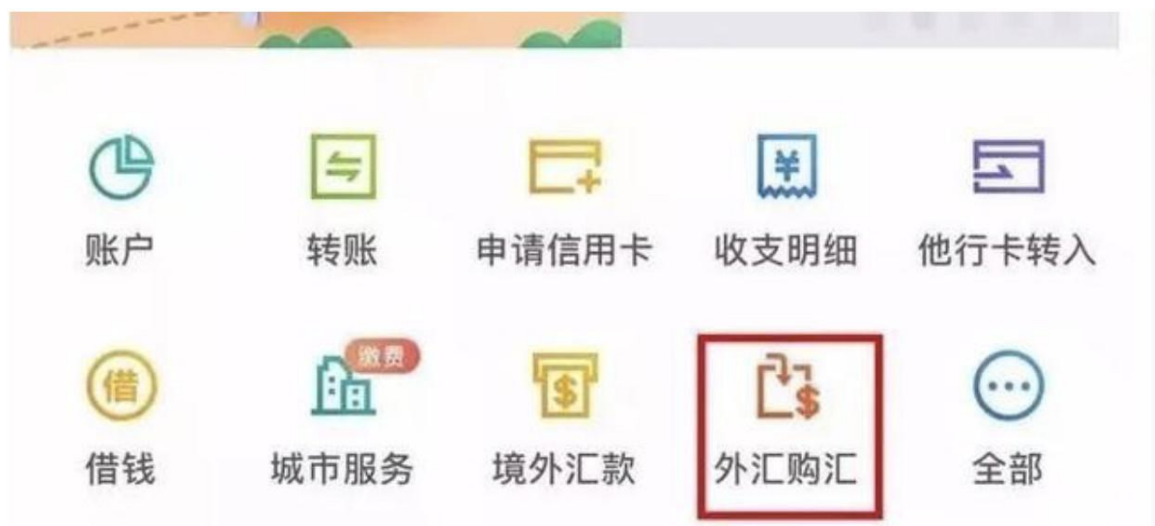 账户
转账
申请信用卡
¥
收支明细
他行卡转入
借
缴费
$
$
借钱
城市服务
境外汇款
外汇购汇
全部